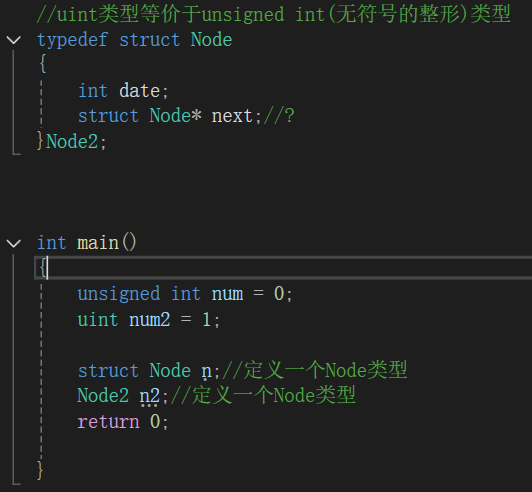 //uint类型等价于unsigned int(无符号的整形)类型
typedef struct Node
{
int date;
struct Node* next;//?
}Node2;
int main()
{
unsigned int num = 0;
uint num2 = 1;
struct Node n;//定义一个Node类型
Node2 n2;//定义一个Node类型
return 0;
}